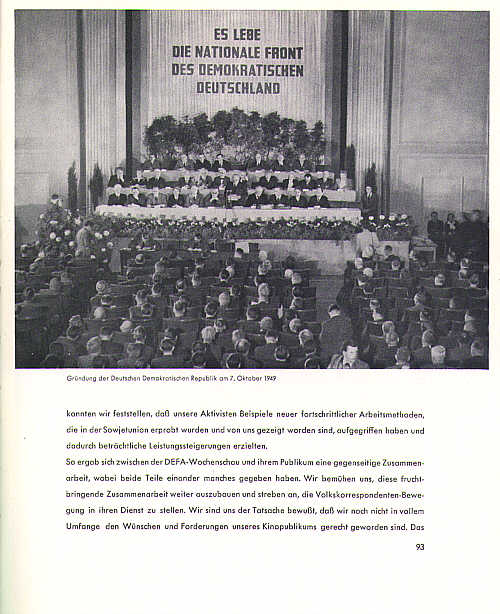 ES LEBE
DIE NATIONALE FRONT
DES DEMOKRATISCHEN
DEUTSCHLAND
Gründung der Deutschen Demokratischen Republik am 7. Oktober 1949
konnten wir feststellen, daß unsere Aktivisten Beispiele neuer fortschrittlicher Arbeitsmethoden,
die in der Sowjetunion erprobt wurden und von uns gezeigt worden sind, aufgegriffen haben und
dadurch beträchtliche Leistungssteigerungen erzielten.
So ergab sich zwischen der DEFA-Wochenschau und ihrem Publikum eine gegenseitige Zusammen-
arbeit, wobei beide Teile einander manches gegeben haben. Wir bemühen uns, diese frucht-
bringende Zusammenarbeit weiter auszubauen und streben an, die Volkskorrespondenten-Bewe-
gung in ihren Dienst zu stellen. Wir sind uns der Tatsache bewußt, daß wir noch nicht in vollem
Umfange den Wünschen und Forderungen unseres Kinopublikums gerecht geworden sind. Das
93